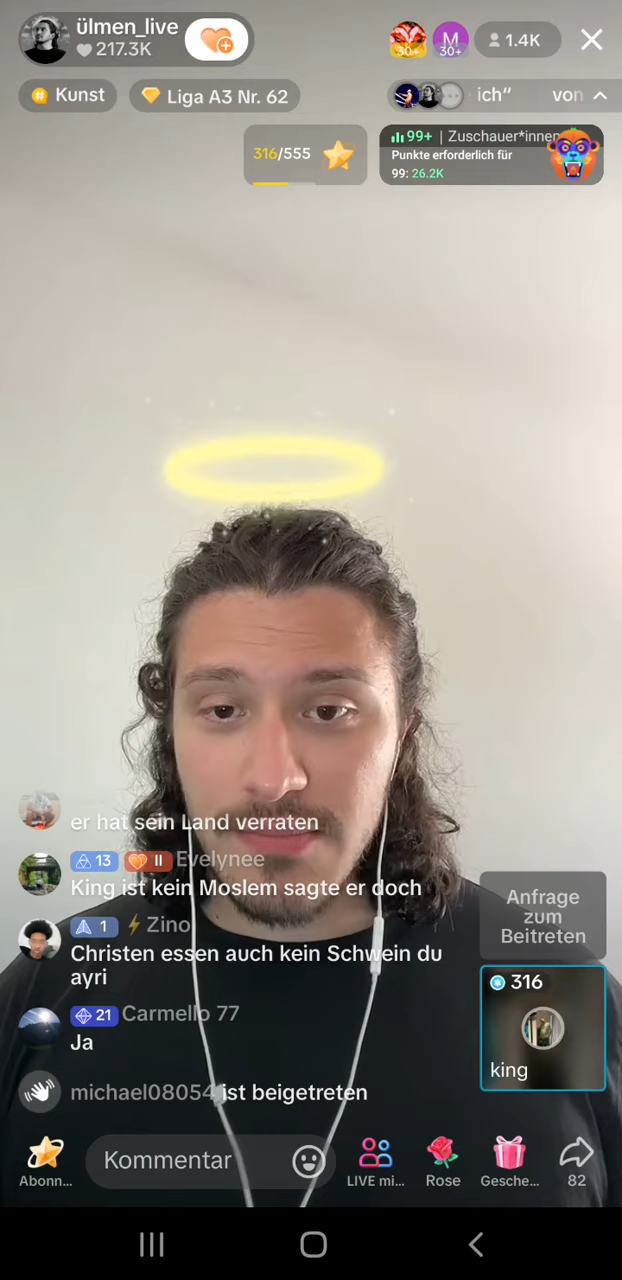 ülmen_live
217.3K
30+
M
30+
1.4K
Kunst
Liga A3 Nr. 62
ich“ von
316/555
99+ | Zuschauer*innen
Punkte erforderlich für
99: 26.2K
er hat sein Land verraten
13 II Evelynee
King ist kein Moslem sagte er doch
1 Zino
Christen essen auch kein Schwein du
ayri
21 Carmello 77
Ja
michael08054 ist beigetreten
Anfrage
zum
Beitreten
316
king
Kommentar
Abonn...
LIVE mi...
Rose
Gesche...
82